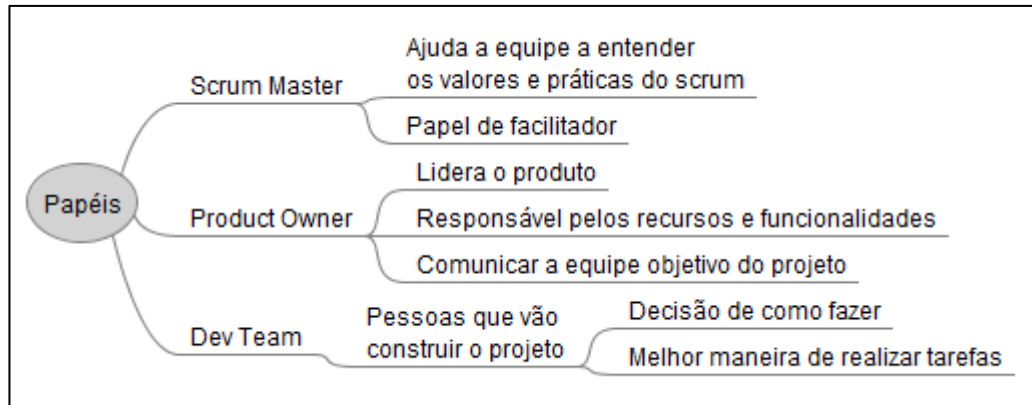 Papéis
Scrum Master
Ajuda a equipe a entender
os valores e práticas do scrum
Papel de facilitador
Product Owner
Lidera o produto
Responsável pelos recursos e funcionalidades
Comunicar a equipe objetivo do projeto
Dev Team
Pessoas que vão
construir o projeto
Decisão de como fazer
Melhor maneira de realizar tarefas